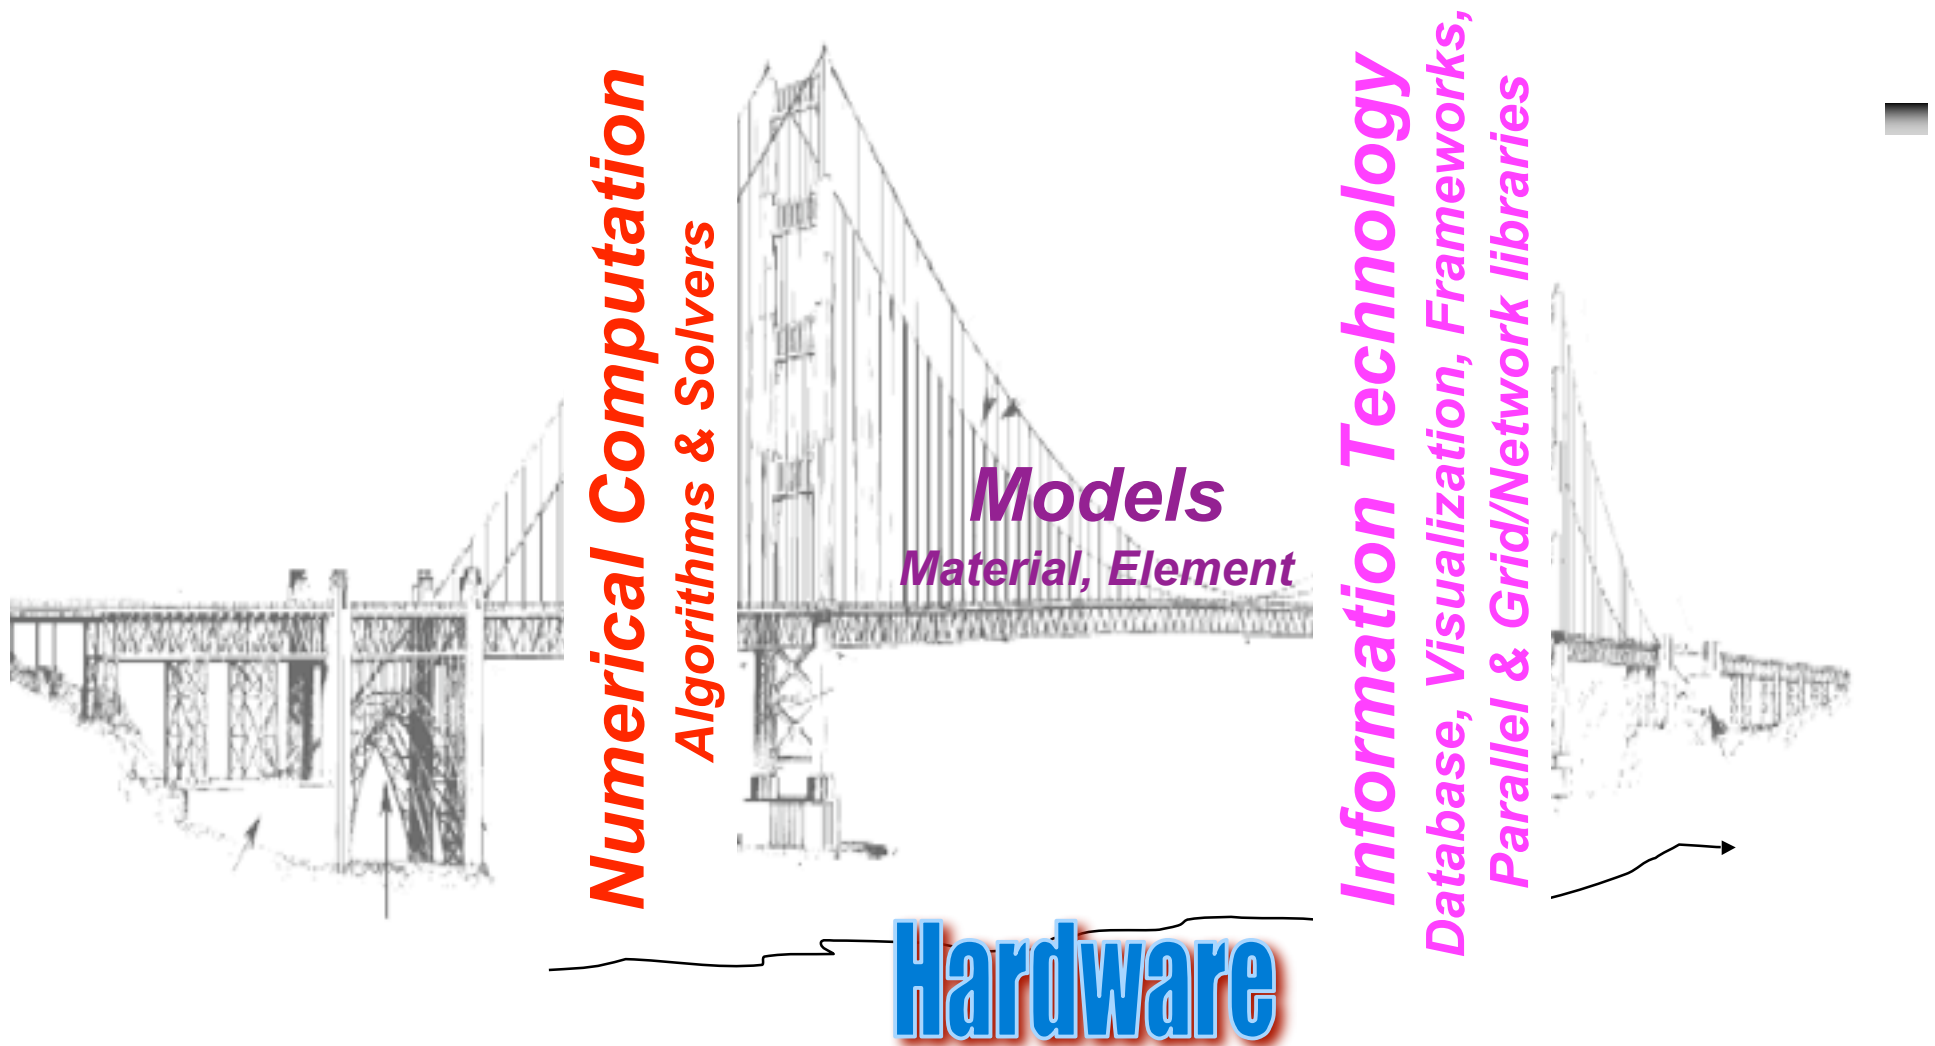 Numerical Computation
Algorithms & Solvers
Models
Material, Element
Information Technology
Database, Visualization, Frameworks,
Parallel & Grid/Network libraries
Hardware